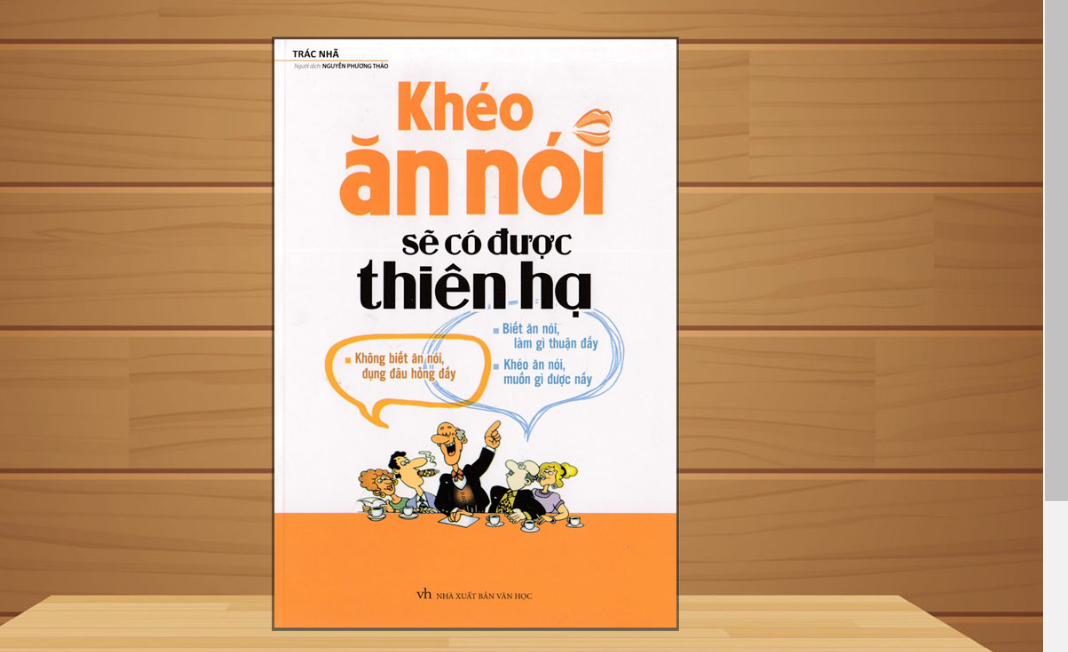 TRÁC NHÃ
Người dịch: NGUYỄN PHƯƠNG THẢO
Khéo
ăn nói
sẽ có được
thiên hạ
Biết ăn nói,
làm gì thuận đấy
Không biết ăn nói,
đụng đâu hỏng đấy
Khéo ăn nói,
muốn gì được nấy
vh NHÀ XUẤT BẢN VĂN HỌC